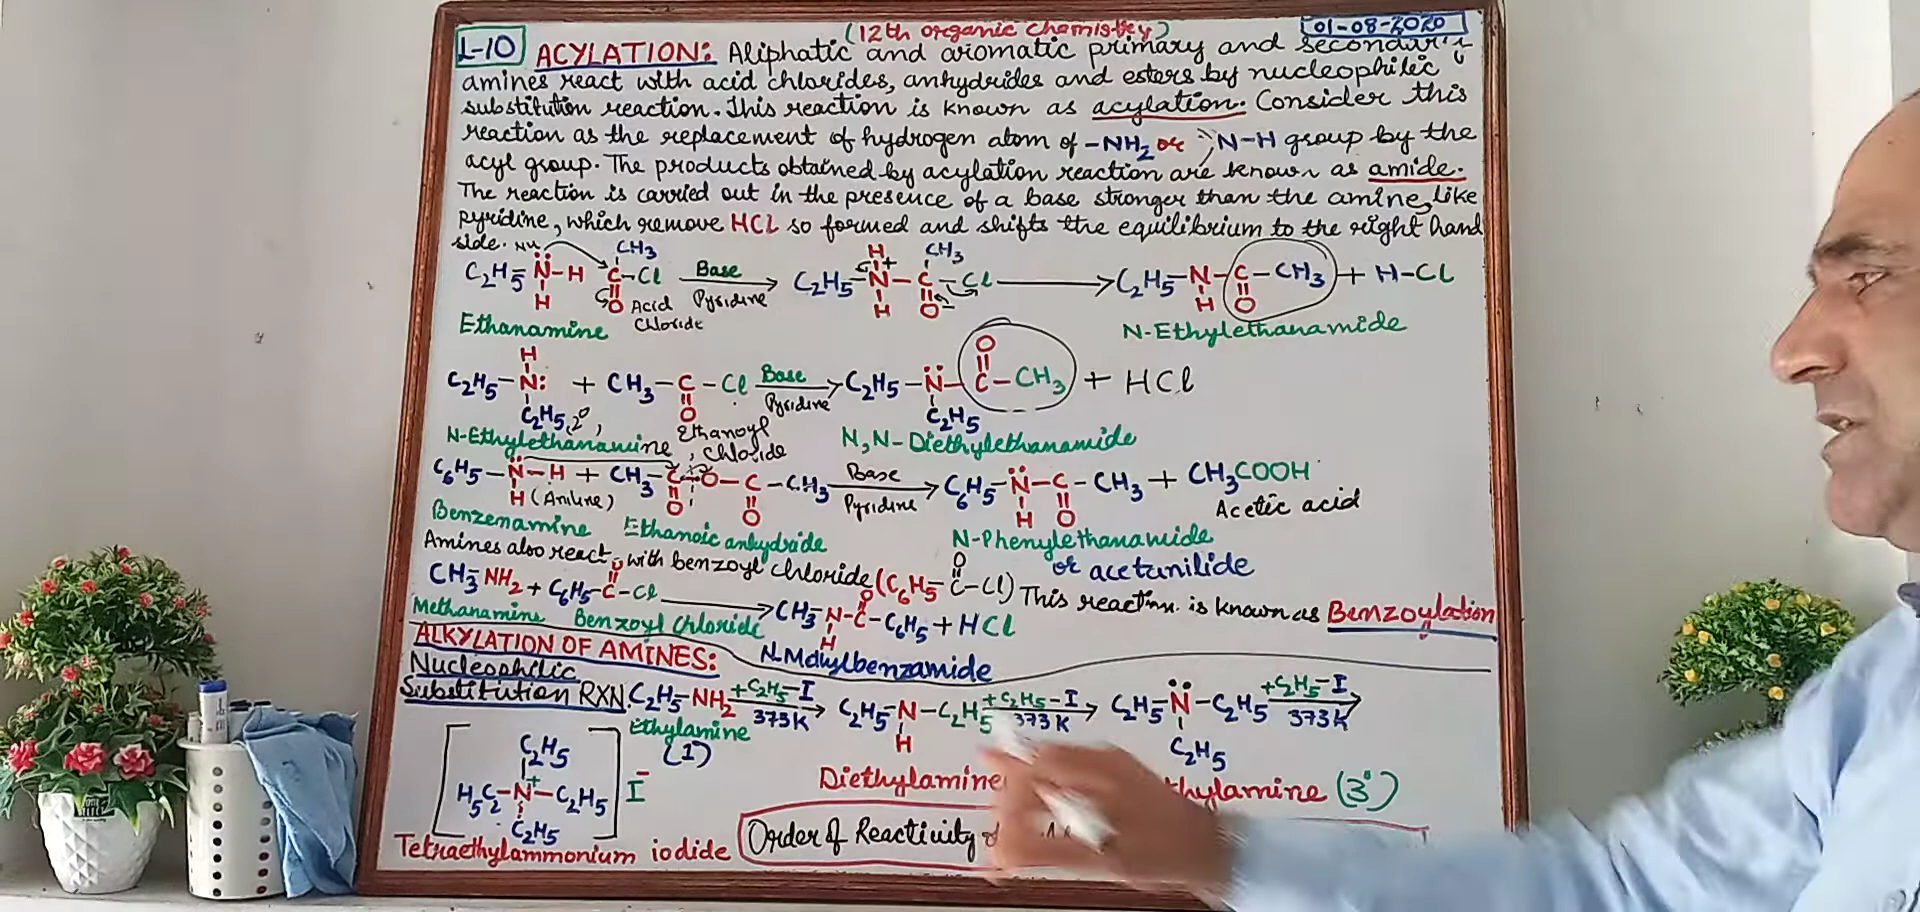 (12th organic chemistry)
01-08-2020
L-10 ACYLATION: Aliphatic and aromatic primary and secondary
amines react with acid chlorides, anhydrides and esters by nucleophilic
substitution reaction. This reaction is known as acylation. Consider this
reaction as the replacement of hydrogen atom of -NH2 or >N-H group by the
acyl group. The products obtained by acylation reaction are known as amide.
The reaction is carried out in the presence of a base stronger than the amine, like
pyridine, which remove HCl so formed and shifts the equilibrium to the right hand
side. Nu
CH3 H CH3
C2H5 N̈-H C-Cl Base → C2H5-N+-C-Cl → C2H5-N-C-CH3 + H-Cl
H O Acid Pyridine H O- H O
Chloride
Ethanamine N-Ethylethanamide
H O
C2H5-N: + CH3-C-Cl Base → C2H5-N̈-C-CH3 + HCl
O Pyridine
C2H5, 2°, C2H5
N-Ethylethanamine, Ethanoyl Chloride N,N-Diethylethanamide
C6H5-N̈-H + CH3-C-O-C-CH3 Base → C6H5-N̈-C-CH3 + CH3COOH
H (Aniline) O O Pyridine H O Acetic acid
Benzenamine Ethanoic anhydride N-Phenylethanamide
or acetanilide
Amines also react with benzoyl chloride (C6H5-C-Cl) This reaction is known as Benzoylation
O O O
CH3-NH2 + C6H5-C-Cl → CH3-N-C-C6H5 + HCl
H
Methanamine Benzoyl chloride
N-Methylbenzamide
ALKYLATION OF AMINES:
Nucleophilic
Substitution RXN C2H5-NH2 +C2H5-I 373K → C2H5-N-C2H5 +C2H5-I 373K → C2H5-N̈-C2H5 +C2H5-I 373K →
H C2H5
Ethylamine
(1)
Diethylamine
(3°)
C2H5
H5C2-N+-C2H5 I-
C2H5
Tetraethylammonium iodide
Order of Reactivity